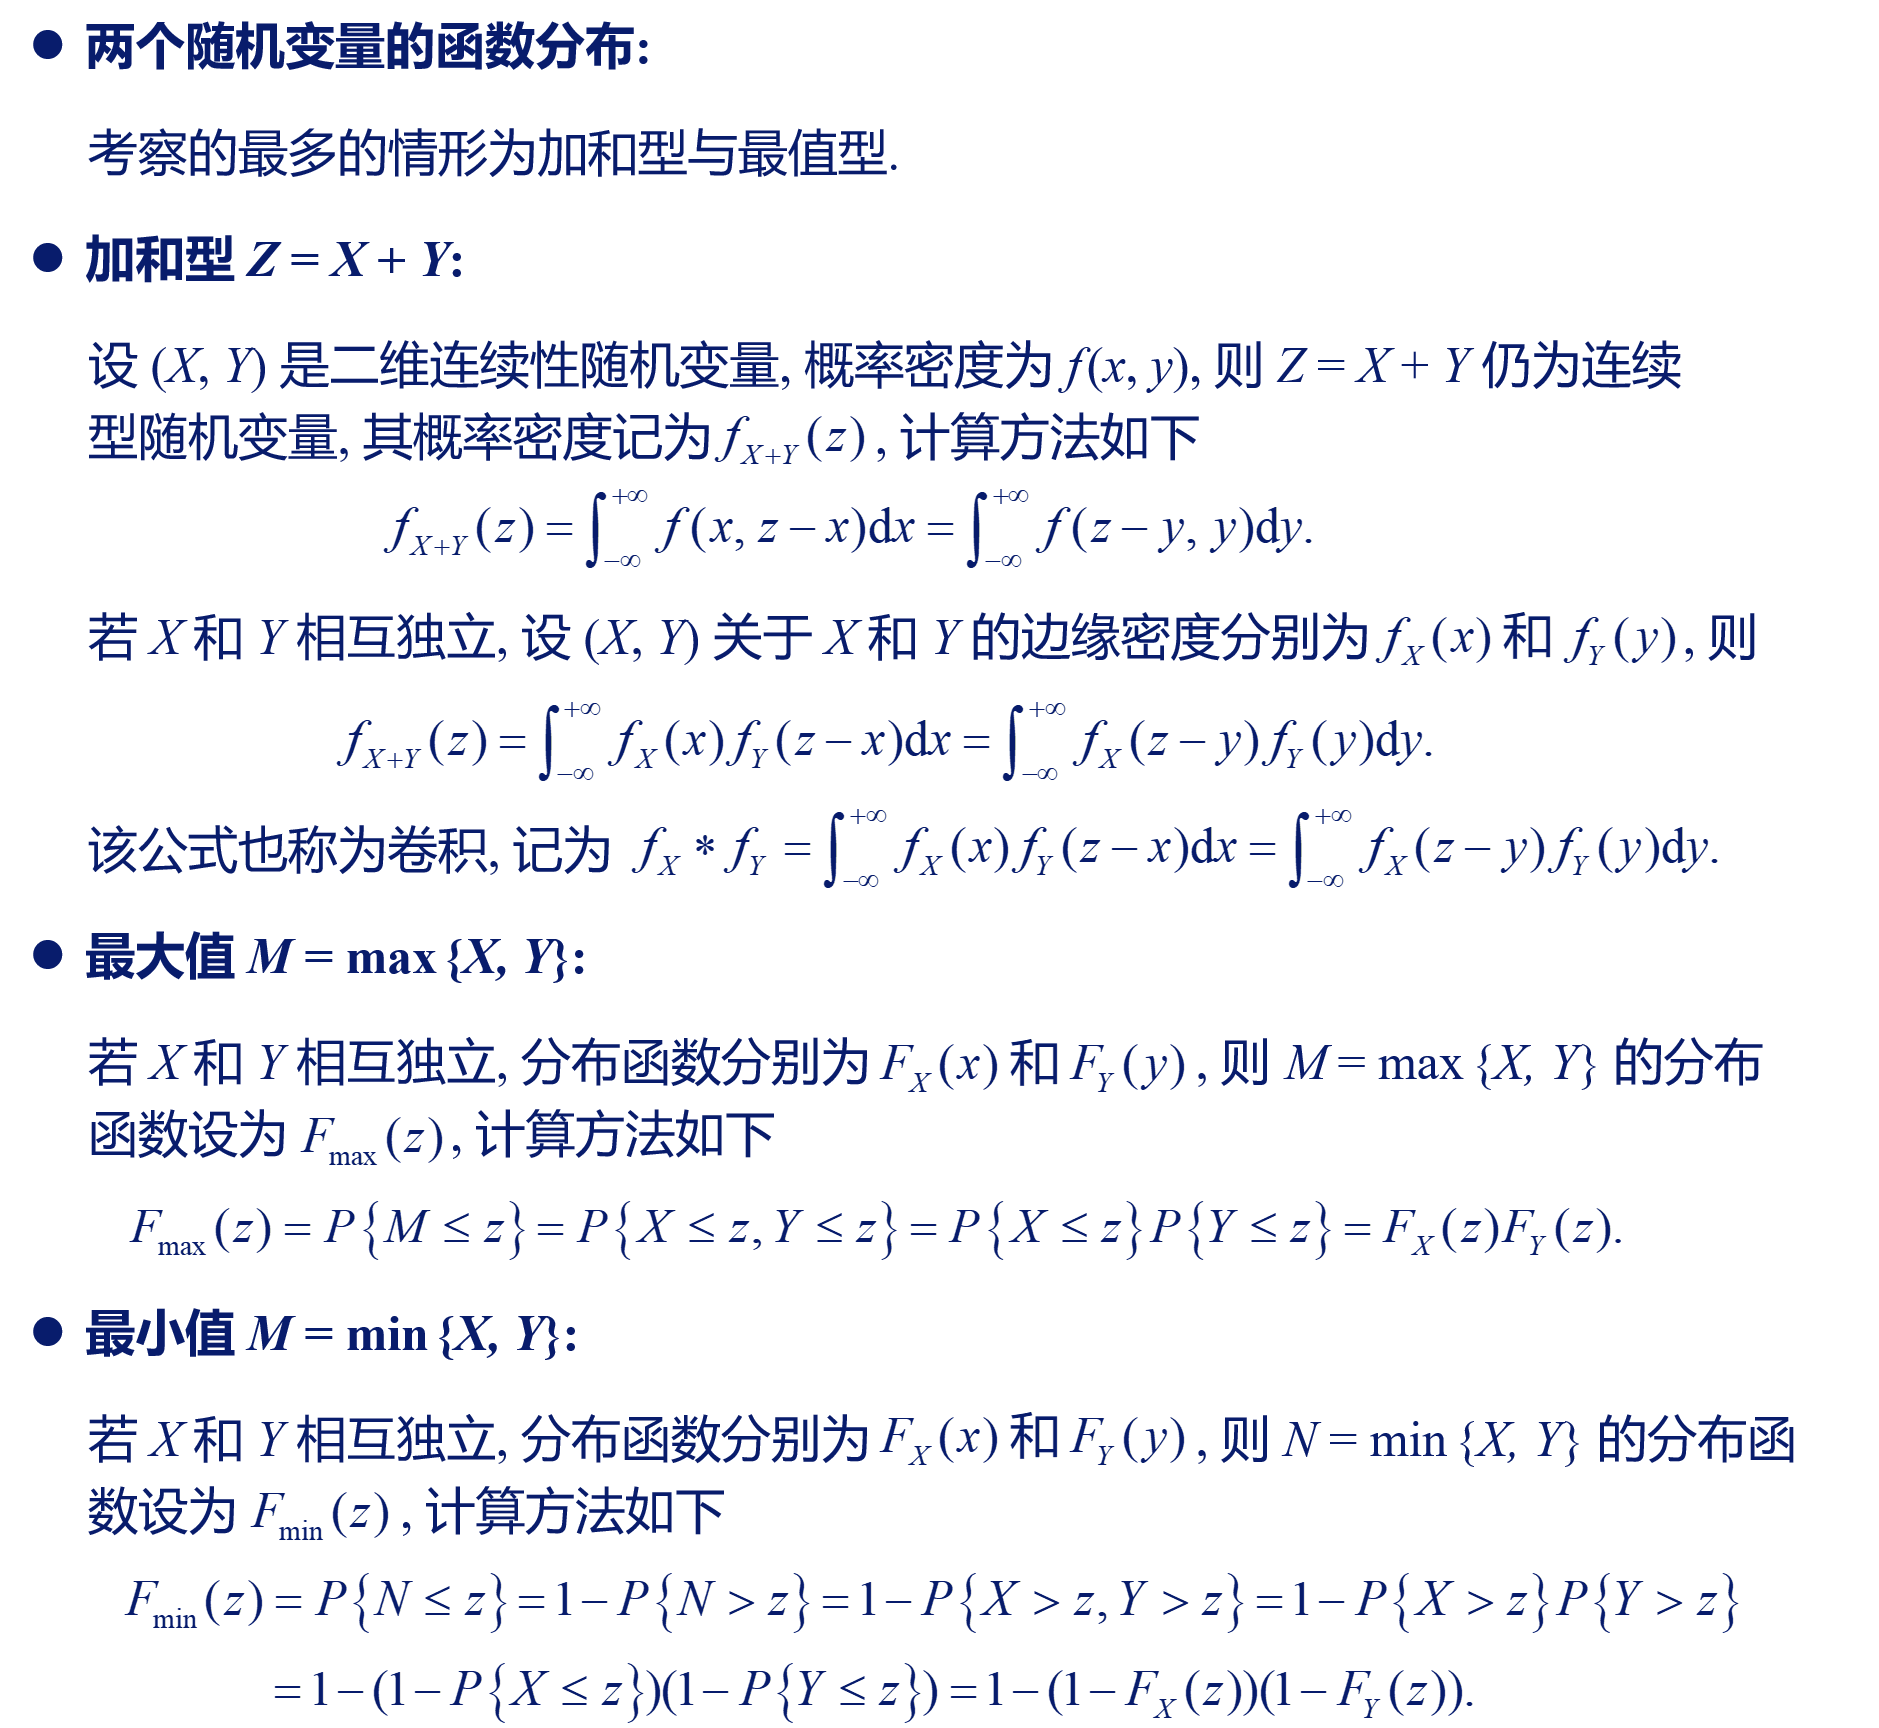 ● 两个随机变量的函数分布:
考察的最多的情形为加和型与最值型.
● 加和型 Z = X + Y:
设 (X, Y) 是二维连续性随机变量, 概率密度为 f(x, y), 则 Z = X + Y 仍为连续
型随机变量, 其概率密度记为 f_{X+Y}(z), 计算方法如下
f_{X+Y}(z) = ∫_{-∞}^{+∞} f(x, z − x)dx = ∫_{-∞}^{+∞} f(z − y, y)dy.
若 X 和 Y 相互独立, 设 (X, Y) 关于 X 和 Y 的边缘密度分别为 f_X(x) 和 f_Y(y), 则
f_{X+Y}(z) = ∫_{-∞}^{+∞} f_X(x) f_Y(z − x)dx = ∫_{-∞}^{+∞} f_X(z − y) f_Y(y)dy.
该公式也称为卷积, 记为 f_X * f_Y = ∫_{-∞}^{+∞} f_X(x) f_Y(z − x)dx = ∫_{-∞}^{+∞} f_X(z − y) f_Y(y)dy.
● 最大值 M = max {X, Y}:
若 X 和 Y 相互独立, 分布函数分别为 F_X(x) 和 F_Y(y), 则 M = max {X, Y} 的分布
函数设为 F_{max}(z), 计算方法如下
F_{max}(z) = P{M ≤ z} = P{X ≤ z, Y ≤ z} = P{X ≤ z}P{Y ≤ z} = F_X(z)F_Y(z).
● 最小值 M = min {X, Y}:
若 X 和 Y 相互独立, 分布函数分别为 F_X(x) 和 F_Y(y), 则 N = min {X, Y} 的分布函
数设为 F_{min}(z), 计算方法如下
F_{min}(z) = P{N ≤ z} = 1 − P{N > z} = 1 − P{X > z, Y > z} = 1 − P{X > z}P{Y > z}
= 1 − (1 − P{X ≤ z})(1 − P{Y ≤ z}) = 1 − (1 − F_X(z))(1 − F_Y(z)).